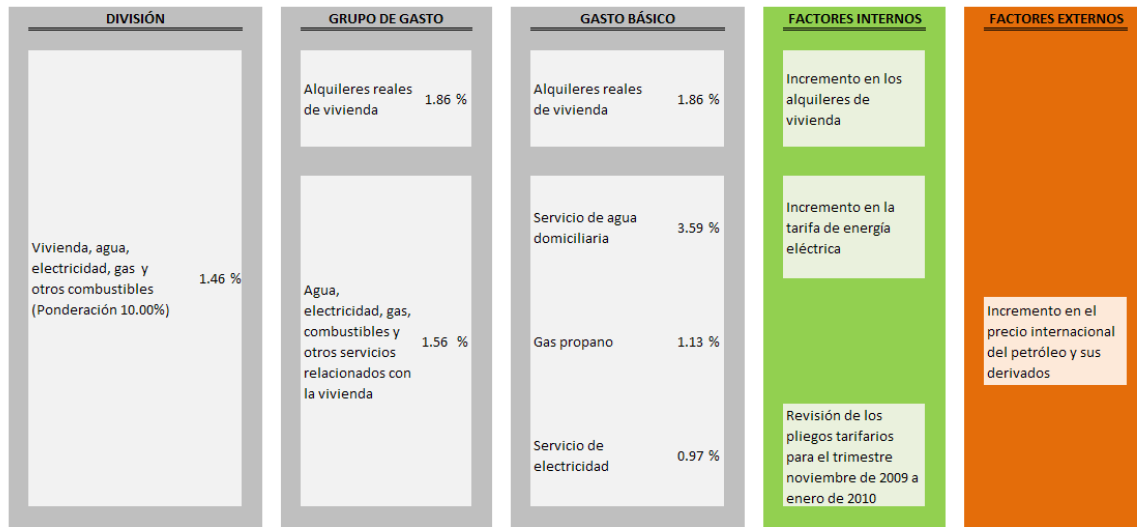 DIVISIÓN
GRUPO DE GASTO
GASTO BÁSICO
FACTORES INTERNOS
FACTORES EXTERNOS
Vivienda, agua,
electricidad, gas y
otros combustibles
(Ponderación 10.00%)
1.46 %
Alquileres reales
de vivienda
1.86 %
Agua,
electricidad, gas,
combustibles y
otros servicios
relacionados con
la vivienda
1.56 %
Alquileres reales
de vivienda
1.86 %
Servicio de agua
domiciliaria
3.59 %
Gas propano
1.13 %
Servicio de
electricidad
0.97 %
Incremento en los
alquileres de
vivienda
Incremento en la
tarifa de energía
eléctrica
Revisión de los
pliegos tarifarios
para el trimestre
noviembre de 2009 a
enero de 2010
Incremento en el
precio internacional
del petróleo y sus
derivados